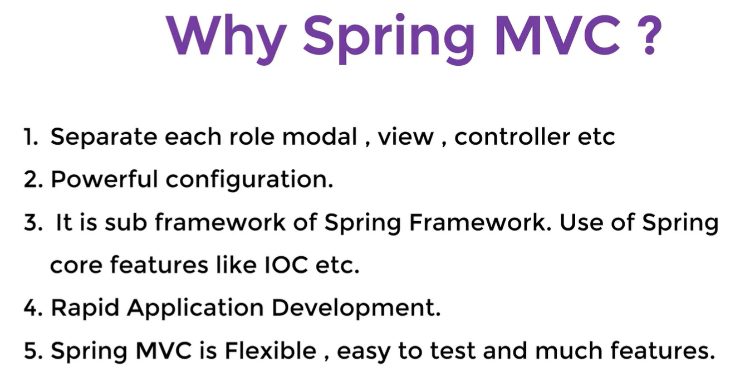 Why Spring MVC ?
1. Separate each role modal , view , controller etc
2. Powerful configuration.
3. It is sub framework of Spring Framework. Use of Spring
core features like IOC etc.
4. Rapid Application Development.
5. Spring MVC is Flexible , easy to test and much features.